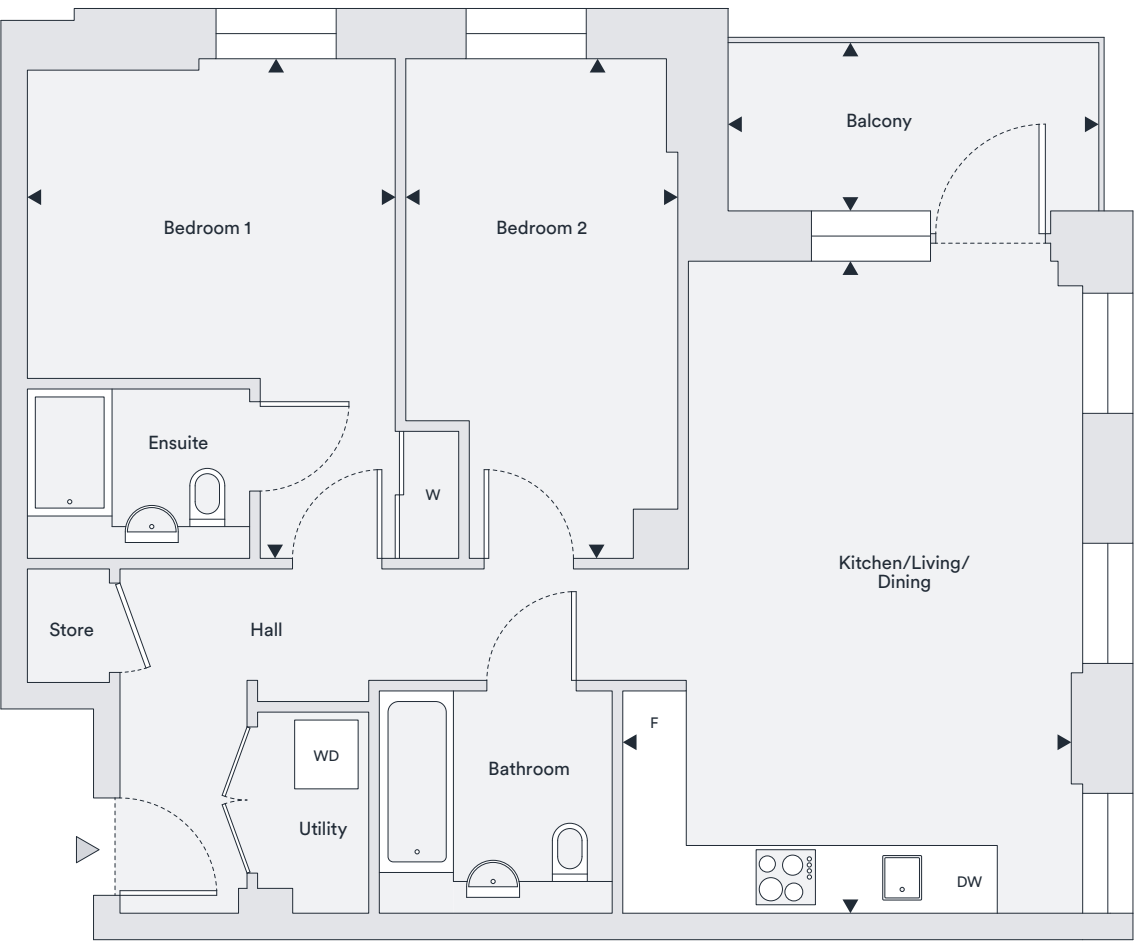 Balcony
Bedroom 1
Bedroom 2
Ensuite
W
Kitchen/Living/
Dining
Store
Hall
F
WD
Bathroom
Utility
DW